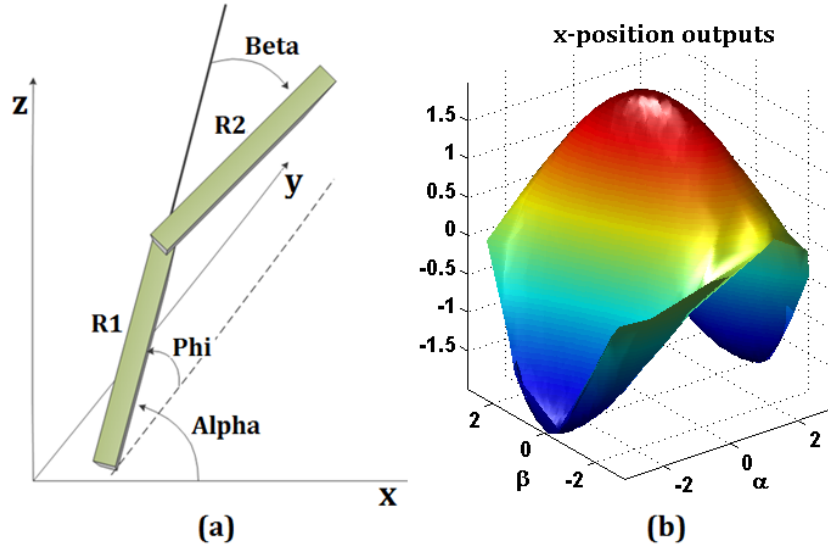 Beta
Z
R2
y
R1
Phi
Alpha
X
(a)
x-position outputs
1.5
1
0.5
0
-0.5
-1
-1.5
2
0
-2
β
-2
0
2
α
(b)